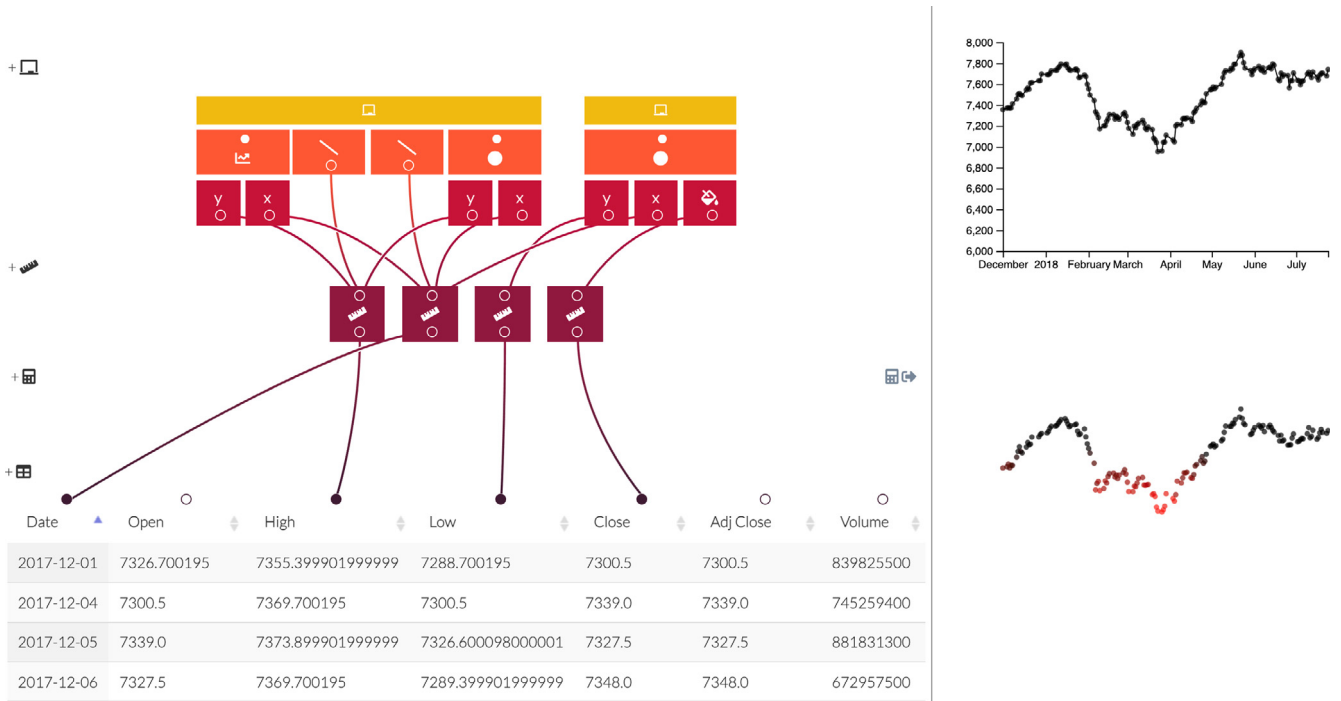 8,000
7,800
7,600
7,400
7,200
7,000
6,800
6,600
6,400
6,200
6,000
December 2018 February March April May June July
+
y x y x y x
+
+
+
Date Open High Low Close Adj Close Volume
2017-12-01 7326.700195 7355.399901999999 7288.700195 7300.5 7300.5 839825500
2017-12-04 7300.5 7369.700195 7300.5 7339.0 7339.0 745259400
2017-12-05 7339.0 7373.899901999999 7326.600098000001 7327.5 7327.5 881831300
2017-12-06 7327.5 7369.700195 7289.399901999999 7348.0 7348.0 672957500